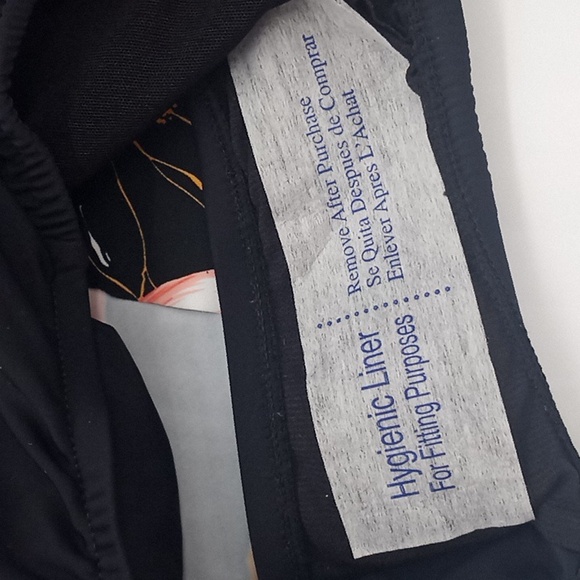 Hygienic Liner
For Fitting Purposes
Remove After Purchase
Se Quita Despues de Comprar
Enlever Apres L'Achat